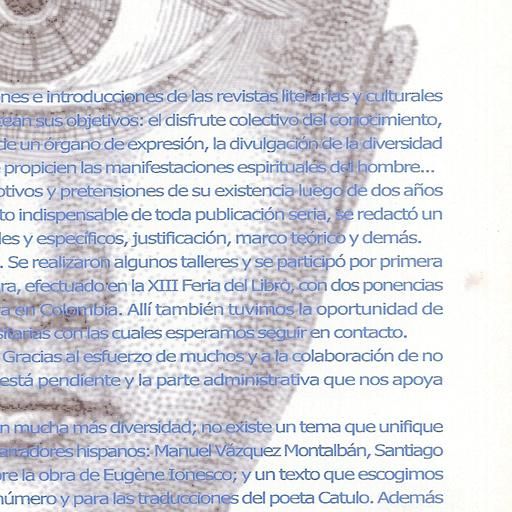 nes e introducciones de las revistas literarias y culturales
ean sus objetivos: el disfrute colectivo del conocimiento,
de un órgano de expresión, la divulgación de la diversidad
propicien las manifestaciones espirituales del hombre...
otivos y pretensiones de su existencia luego de dos años
to indispensable de toda publicación seria, se redactó un
les y específicos, justificación, marco teórico y demás.
. Se realizaron algunos talleres y se participó por primera
ra, efectuado en la XIII Feria del Libro, con dos ponencias
a en Colombia. Allí también tuvimos la oportunidad de
sitarias con las cuales esperamos seguir en contacto.
Gracias al esfuerzo de muchos y a la colaboración de no
está pendiente y la parte administrativa que nos apoya
n mucha más diversidad; no existe un tema que unifique
arradores hispanos: Manuel Vázquez Montalbán, Santiago
bre la obra de Eugène Ionesco; y un texto que escogimos
número y para las traducciones del poeta Catulo. Además